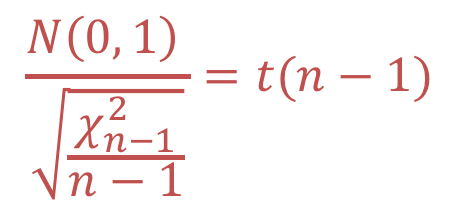 N(0, 1)
√(χ²ₙ₋₁ / n − 1)
= t(n − 1)